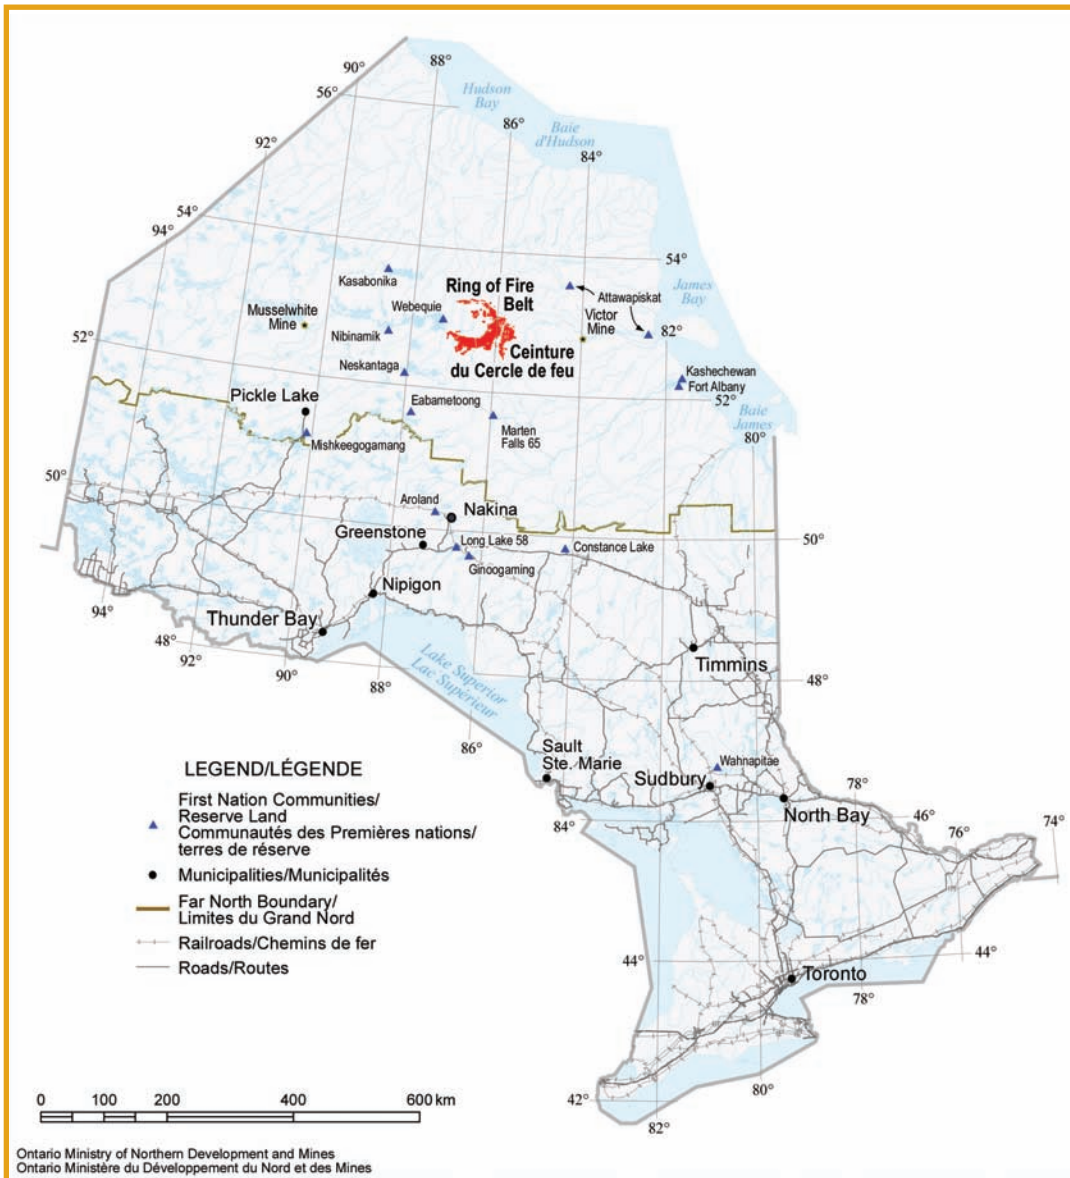 88°
90°
Hudson
Bay
56°
86°
Baie
d'Hudson
92°
84°
54°
94°
54°
Kasabonika
Ring of Fire
Belt
James
Bay
Attawapiskat
Webequie
Musselwhite
Mine
Victor
Mine
82°
52°
Nibinamik
Ceinture
du Cercle de feu
Neskantaga
Kashechewan
Fort Albany
Pickle Lake
Eabametoong
52°
Baie
James
Marten
Falls 65
80°
Mishkeegogamang
50°
Aroland
Nakina
Greenstone
Long Lake 58
Constance Lake
50°
Ginoogaming
Nipigon
94°
Thunder Bay
48°
92°
90°
88°
Lake Superior
Lac Supérieur
Timmins
48°
86°
Sault
Ste. Marie
Wahnapitae
Sudbury
78°
North Bay
46°
84°
76°
74°
LEGEND/LÉGENDE
First Nation Communities/
Reserve Land
Communautés des Premières nations/
terres de réserve
Municipalities/Municipalités
Far North Boundary/
Limites du Grand Nord
Railroads/Chemins de fer
Roads/Routes
44°
44°
Toronto
78°
80°
42°
82°
0 100 200 400 600 km
Ontario Ministry of Northern Development and Mines
Ontario Ministère du Développement du Nord et des Mines